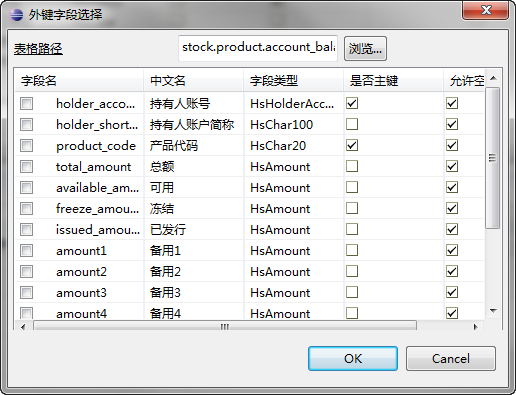 外键字段选择
表格路径 stock.product.account_bala 浏览...
字段名 中文名 字段类型 是否主键 允许空
holder_acco... 持有人账号 HsHolderAcc...
holder_short... 持有人账户简称 HsChar100
product_code 产品代码 HsChar20
total_amount 总额 HsAmount
available_am... 可用 HsAmount
freeze_amou... 冻结 HsAmount
issued_amou... 已发行 HsAmount
amount1 备用1 HsAmount
amount2 备用2 HsAmount
amount3 备用3 HsAmount
amount4 备用4 HsAmount
OK Cancel